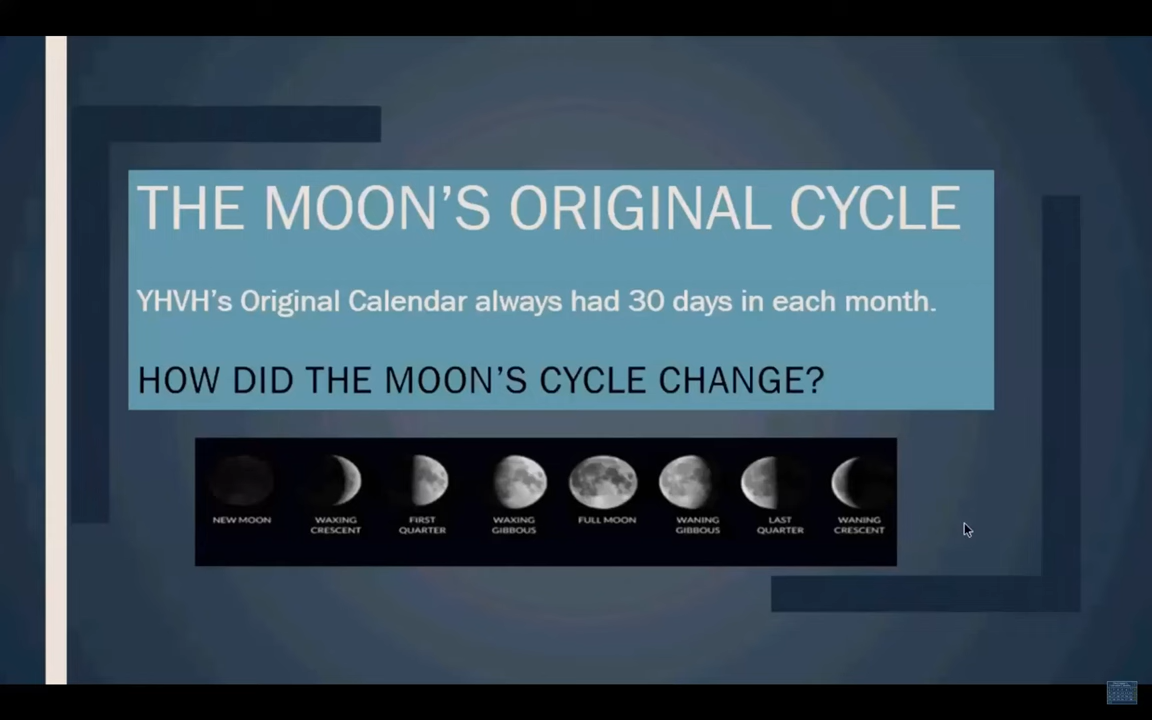 THE MOON'S ORIGINAL CYCLE
YHVH's Original Calendar always had 30 days in each month.
HOW DID THE MOON'S CYCLE CHANGE?
NEW MOON
WAXING
CRESCENT
FIRST
QUARTER
WAXING
GIBBOUS
FULL MOON
WANING
GIBBOUS
LAST
QUARTER
WANING
CRESCENT